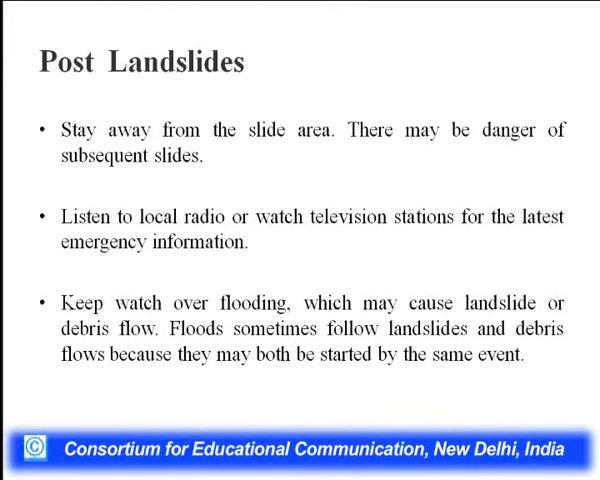 Post Landslides
• Stay away from the slide area. There may be danger of
subsequent slides.
• Listen to local radio or watch television stations for the latest
emergency information.
• Keep watch over flooding, which may cause landslide or
debris flow. Floods sometimes follow landslides and debris
flows because they may both be started by the same event.
© Consortium for Educational Communication, New Delhi, India